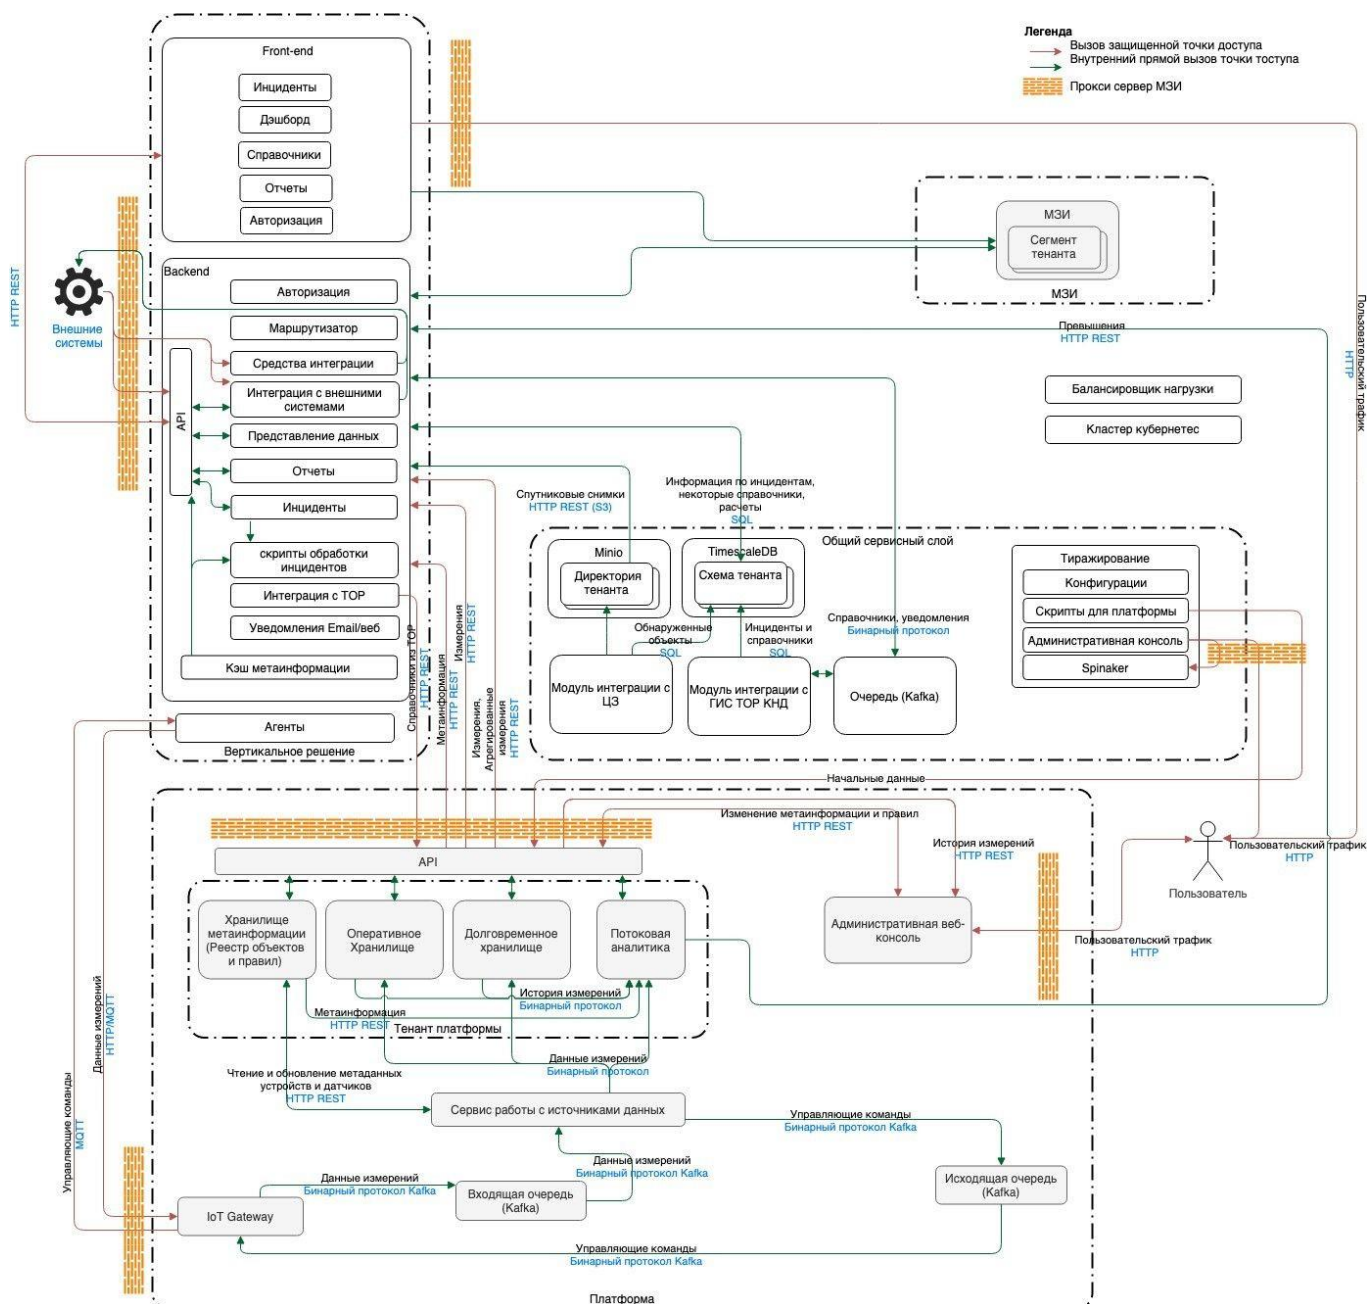 Легенда
Вызов защищенной точки доступа
Внутренний прямой вызов точки тоступа
Прокси сервер МЗИ
Front-end
Инциденты
Дэшборд
Справочники
Отчеты
Авторизация
HTTP REST
Внешние
системы
Backend
Авторизация
Маршрутизатор
Средства интеграции
Интеграция с внешними
системами
API
Представление данных
Отчеты
Инциденты
скрипты обработки
инцидентов
Интеграция с ТОР
Уведомления Email/веб
Кэш метаинформации
Агенты
Вертикальное решение
МЗИ
Сегмент
тенанта
МЗИ
Превышения
HTTP REST
Пользовательский трафик
HTTP
Балансировщик нагрузки
Кластер кубернетес
Спутниковые снимки
HTTP REST (S3)
Информация по инцидентам,
некоторые справочники,
расчеты
SQL
Общий сервисный слой
Minio
Директория
тенанта
TimescaleDB
Схема тенанта
Обнаруженные
объекты
SQL
Инциденты и
справочники
SQL
Справочники, уведомления
Бинарный протокол
Модуль интеграции с
ЦЗ
Модуль интеграции с
ГИС ТОР КНД
Очередь (Kafka)
Тиражирование
Конфигурации
Скрипты для платформы
Административная консоль
Spinaker
Справочники из ТОР
HTTP REST
Метаинформация
HTTP REST
Измерения
HTTP REST
Измерения,
Агрегированные
измерения
HTTP REST
Начальные данные
Изменение метаинформации и правил
HTTP REST
История измерений
HTTP REST
Пользовательский трафик
HTTP
Пользователь
Пользовательский трафик
HTTP
API
Хранилище
метаинформации
(Реестр объектов
и правил)
Оперативное
Хранилище
Долговременное
хранилище
Потоковая
аналитика
Административная веб-
консоль
История измерений
Бинарный протокол
Метаинформация
HTTP REST
Тенант платформы
Данные измерений
Бинарный протокол
Чтение и обновление метаданных
устройств и датчиков
HTTP REST
Сервис работы с источниками данных
Управляющие команды
Бинарный протокол Kafka
Данные измерений
HTTP/MQTT
Управляющие команды
MQTT
Данные измерений
Бинарный протокол Kafka
Данные измерений
Бинарный протокол Kafka
IoT Gateway
Входящая очередь
(Kafka)
Исходящая очередь
(Kafka)
Управляющие команды
Бинарный протокол Kafka
Платформа